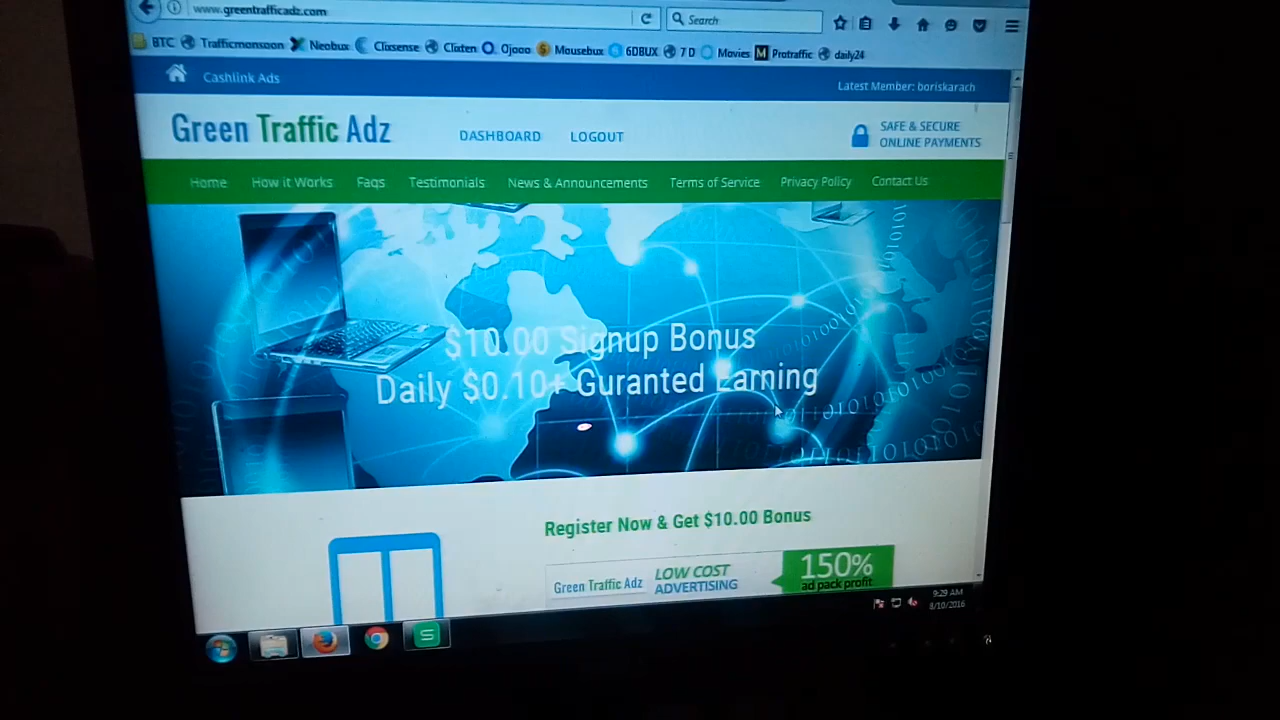 www.greentrafficadz.com
Search
BTC Trafficmonsoon Neobux Clixsense Clixten Ojooo Mousebux GDBUX 7 D Movies Protraffic daily24
Cashlink Ads
Latest Member: boriskarach
Green Traffic Adz
DASHBOARD LOGOUT
SAFE & SECURE
ONLINE PAYMENTS
Home How it Works Faqs Testimonials News & Announcements Terms of Service Privacy Policy Contact Us
$10.00 Signup Bonus
Daily $0.10+ Guranted Earning
Register Now & Get $10.00 Bonus
Green Traffic Adz
LOW COST
ADVERTISING
150%
ad pack profit
9:29 AM
8/10/2016